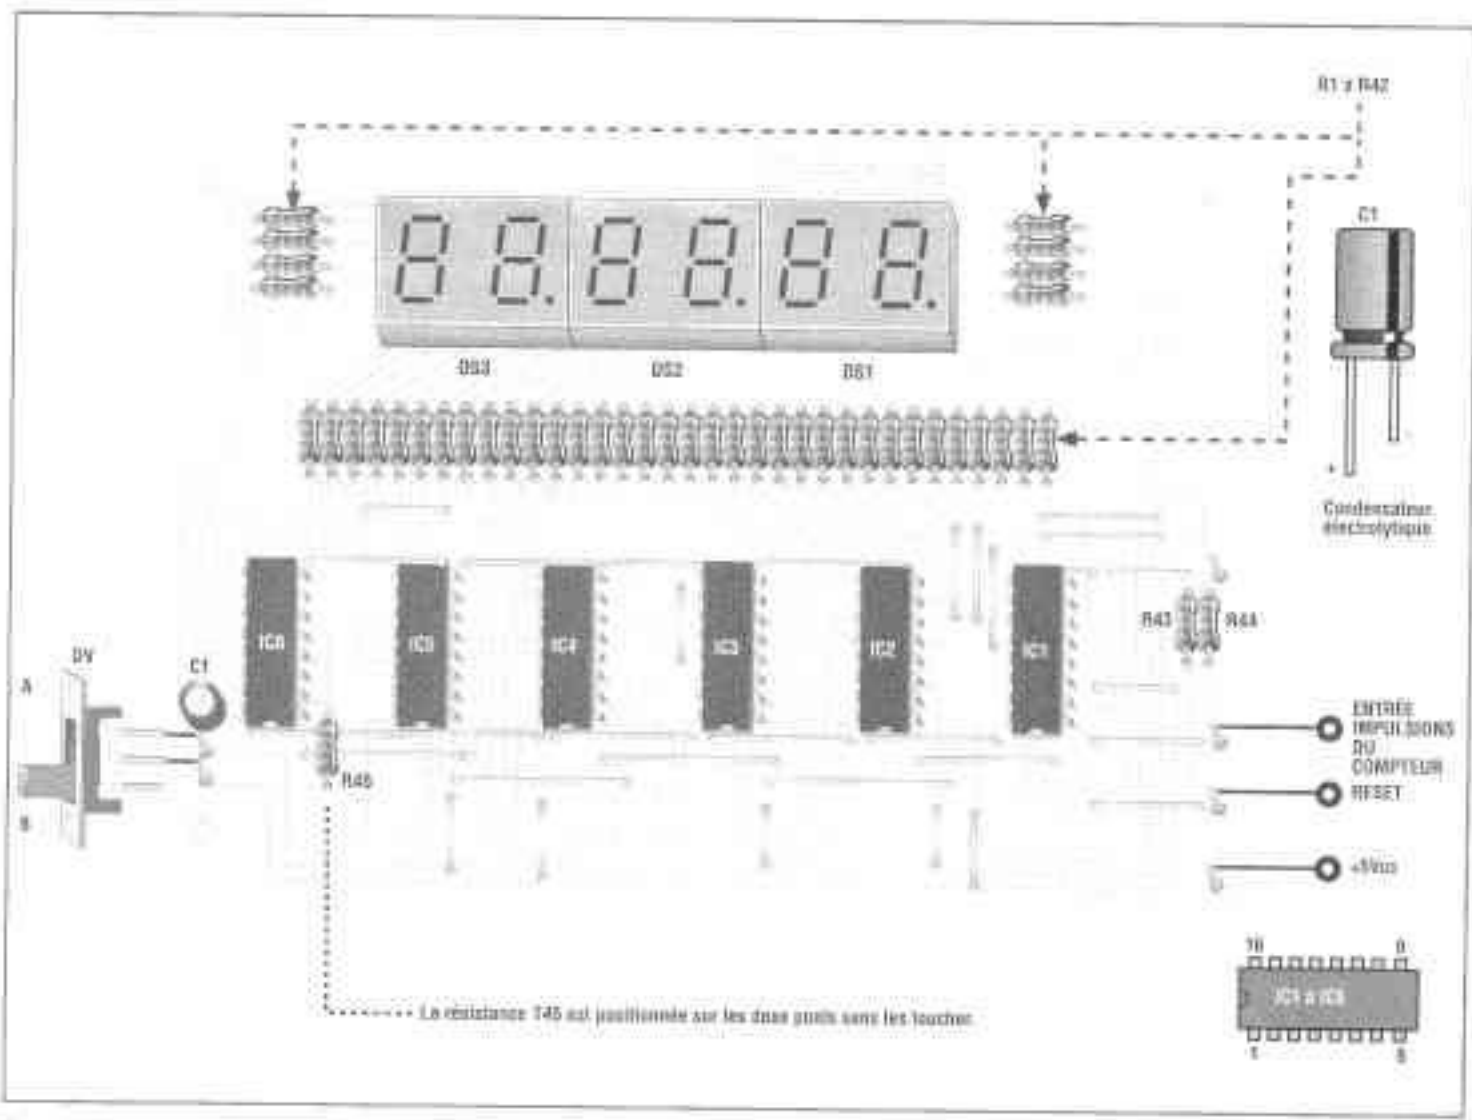 R1 à R42
C1
DS3
DS2
DS1
Condensateur
électrolytique
IC6
IC5
IC4
IC3
IC2
IC1
R43
R44
DV
A
C1
B
R45
ENTRÉE
IMPULSIONS
DU
COMPTEUR
RESET
+5Vcc
La résistance 145 est positionnée sur les deux ponts sans les toucher.
16
9
IC1 à IC6
1
8